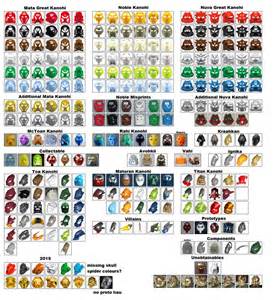 Mata Great Kanohi
Noble Kanohi
Nuva Great Kanohi
Additional Mata Kanohi
Noble Misprints
Additional Nuva Kanohi
McToran Kanohi
Rahi Kanohi
Kraahkan
Collectable
Avohkii
Vahi
Ignika
Toa Kanohi
Matoran Kanohi
Titan Kanohi
Villains
Prototypes
Components
2015
missing skull
spider colours?
Unobtainables
no proto hau